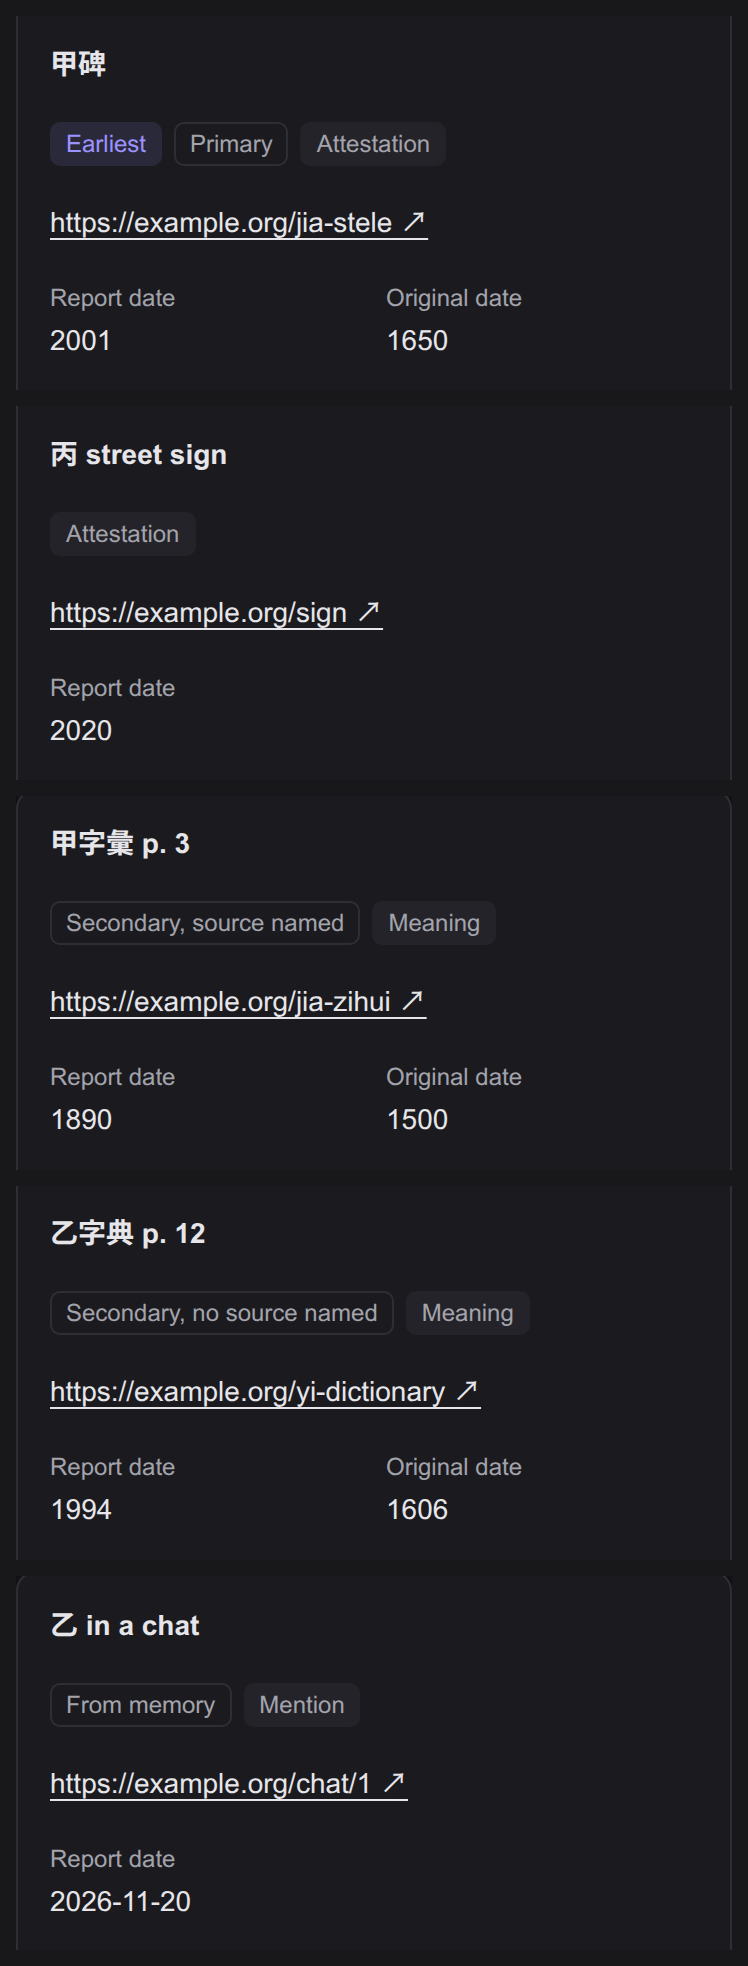 甲碑
Earliest Primary Attestation
https://example.org/jia-stele ↗
Report date Original date
2001 1650
丙 street sign
Attestation
https://example.org/sign ↗
Report date
2020
甲字彙 p. 3
Secondary, source named Meaning
https://example.org/jia-zihui ↗
Report date Original date
1890 1500
乙字典 p. 12
Secondary, no source named Meaning
https://example.org/yi-dictionary ↗
Report date Original date
1994 1606
乙 in a chat
From memory Mention
https://example.org/chat/1 ↗
Report date
2026-11-20